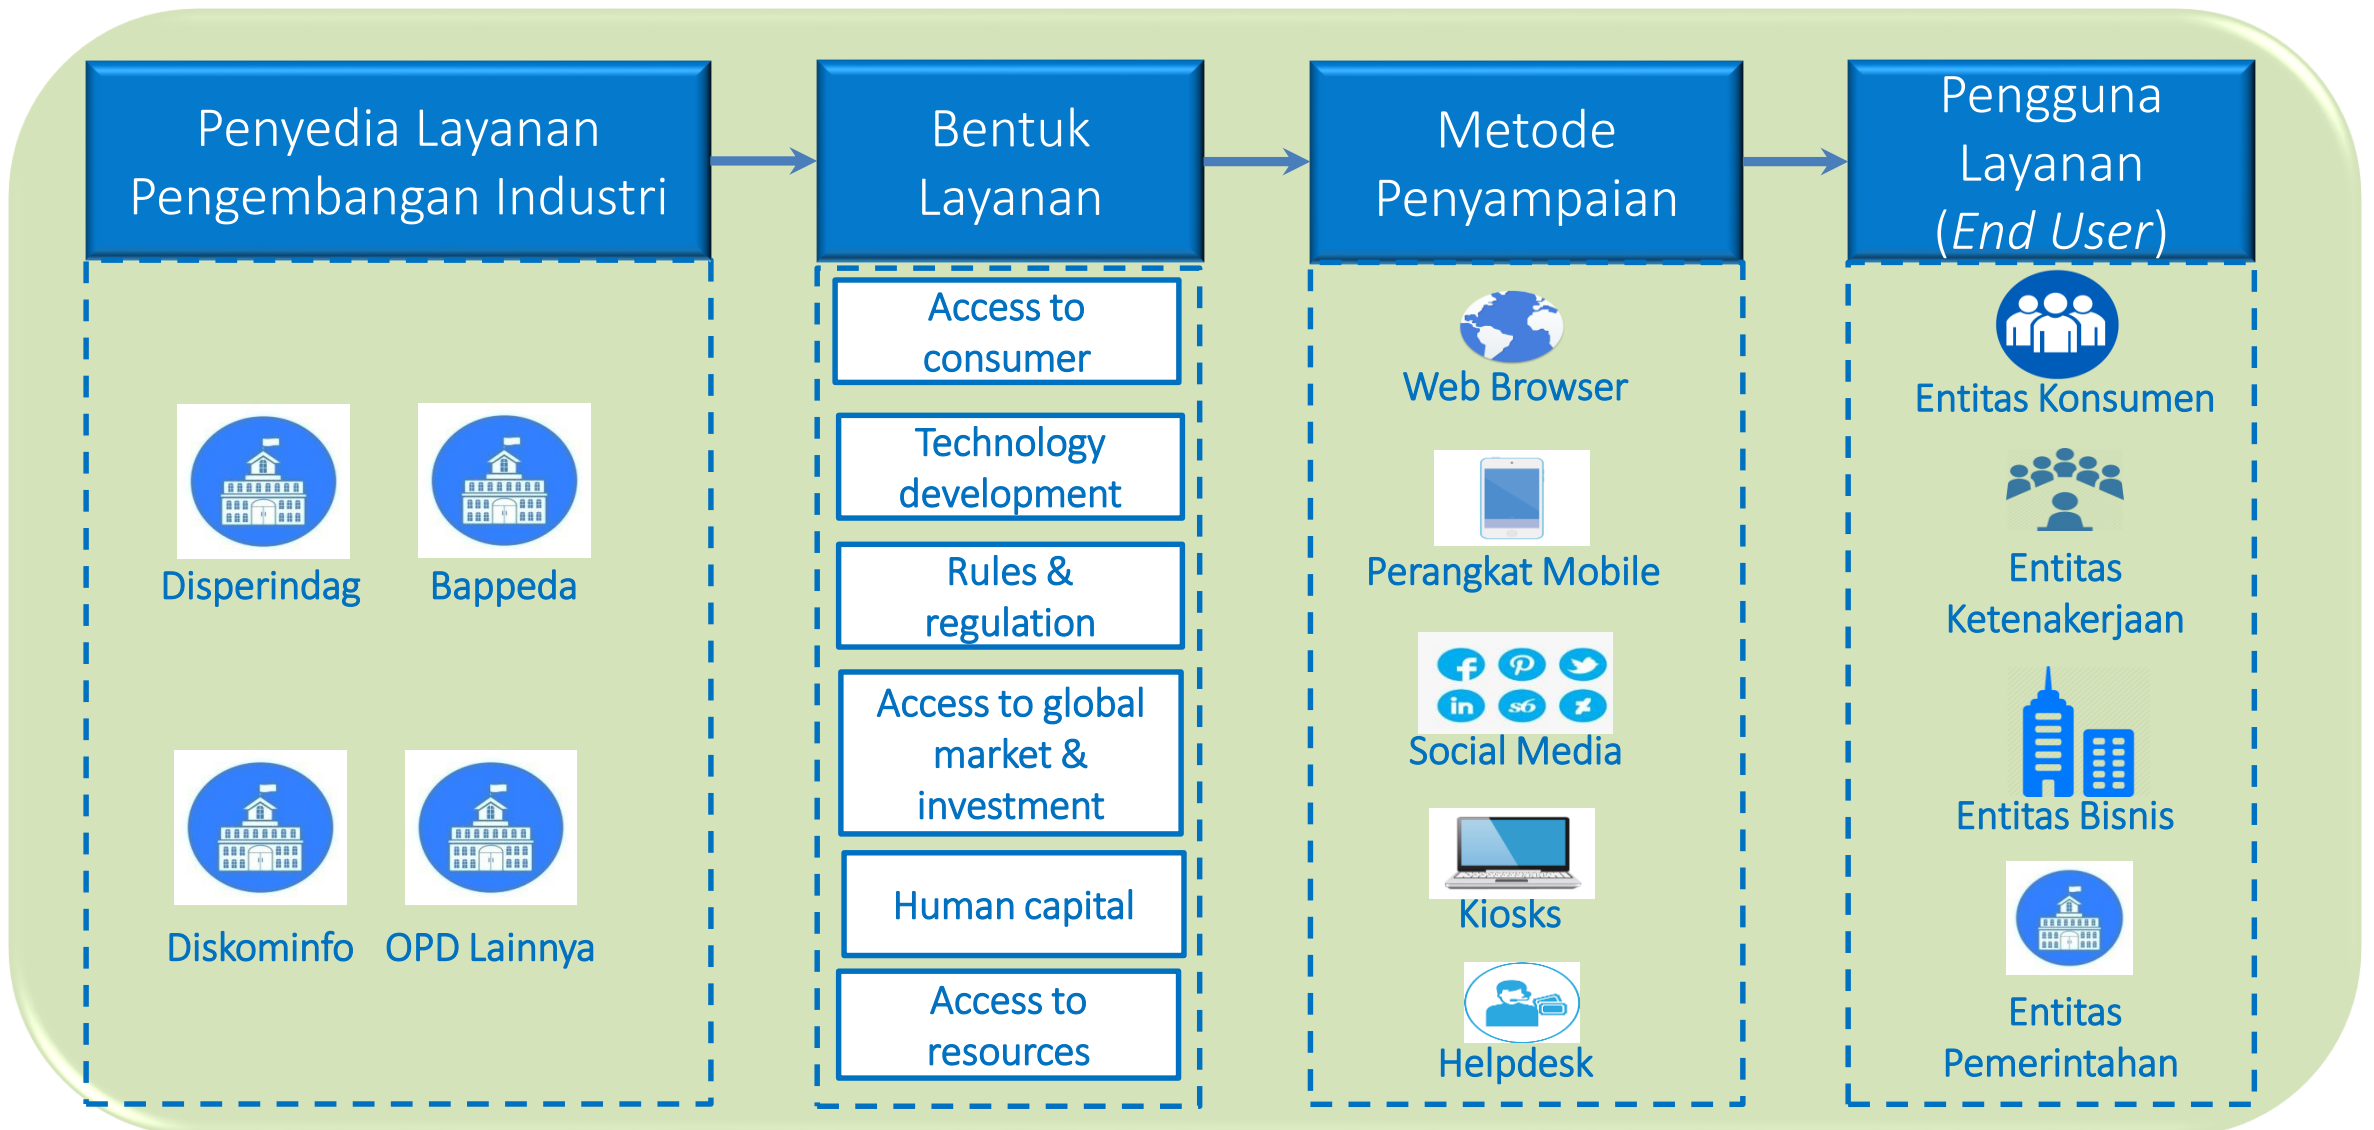 Penyedia Layanan
Pengembangan Industri
Bentuk
Layanan
Metode
Penyampaian
Pengguna
Layanan
(End User)
Disperindag
Bappeda
Diskominfo
OPD Lainnya
Access to
consumer
Technology
development
Rules &
regulation
Access to global
market &
investment
Human capital
Access to
resources
Web Browser
Perangkat Mobile
Social Media
Kiosks
Helpdesk
Entitas Konsumen
Entitas
Ketenakerjaan
Entitas Bisnis
Entitas
Pemerintahan